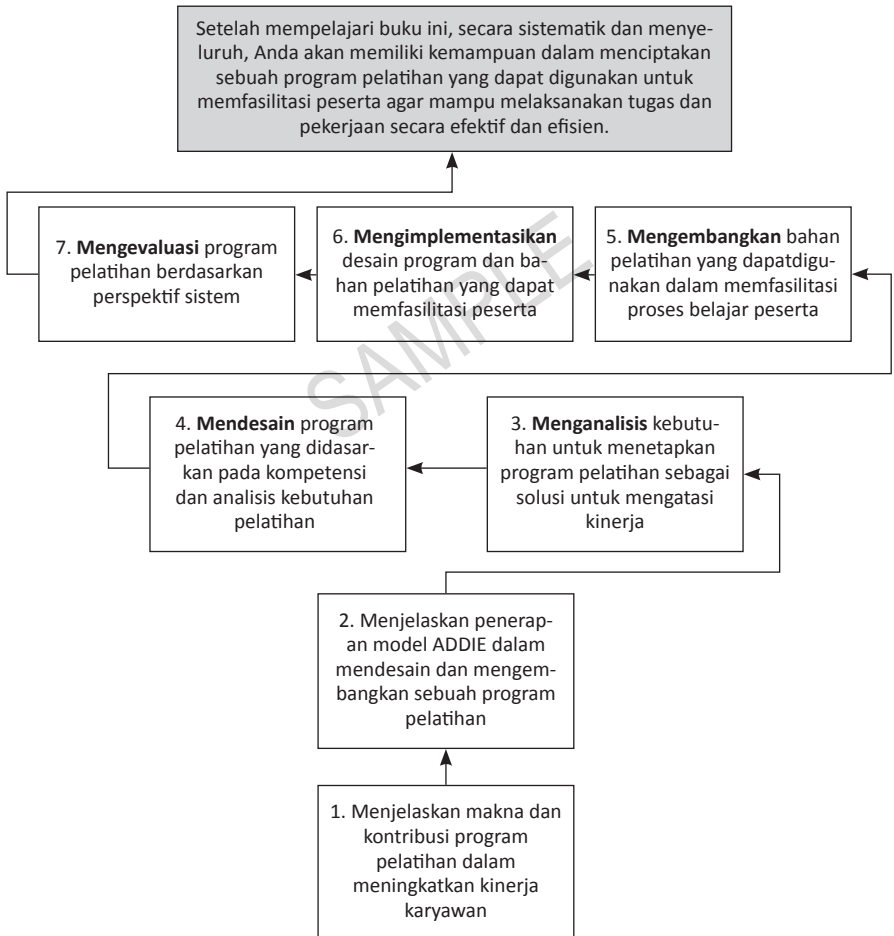 Setelah mempelajari buku ini, secara sistematik dan menye-
luruh, Anda akan memiliki kemampuan dalam menciptakan
sebuah program pelatihan yang dapat digunakan untuk
memfasilitasi peserta agar mampu melaksanakan tugas dan
pekerjaan secara efektif dan efisien.
7. Mengevaluasi program
pelatihan berdasarkan
perspektif sistem
6. Mengimplementasikan
desain program dan ba-
han pelatihan yang dapat
memfasilitasi peserta
5. Mengembangkan bahan
pelatihan yang dapatdigu-
nakan dalam memfasilitasi
proses belajar peserta
SAMPLE
4. Mendesain program
pelatihan yang didasar-
kan pada kompetensi
dan analisis kebutuhan
pelatihan
3. Menganalisis kebutu-
han untuk menetapkan
program pelatihan sebagai
solusi untuk mengatasi
kinerja
2. Menjelaskan penerap-
an model ADDIE dalam
mendesain dan mengem-
bangkan sebuah program
pelatihan
1. Menjelaskan makna dan
kontribusi program
pelatihan dalam
meningkatkan kinerja
karyawan